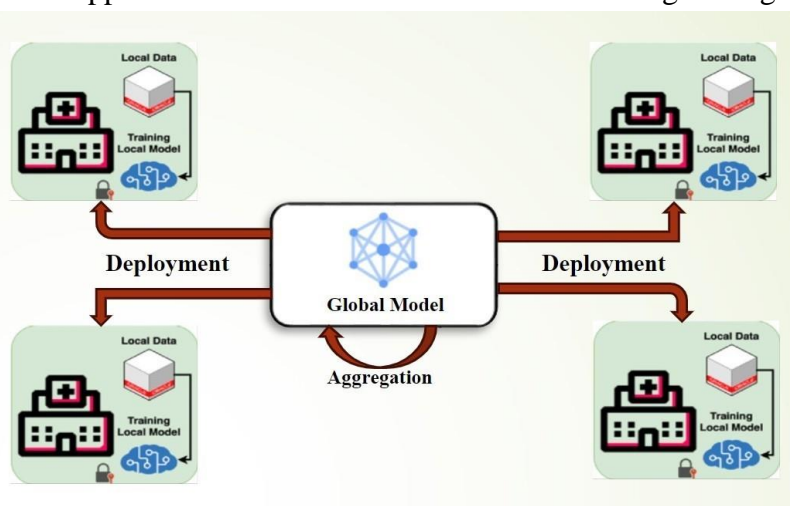 Local Data
Training
Local Model
Local Data
Training
Local Model
Deployment
Deployment
Global Model
Aggregation
Local Data
Training
Local Model
Local Data
Training
Local Model